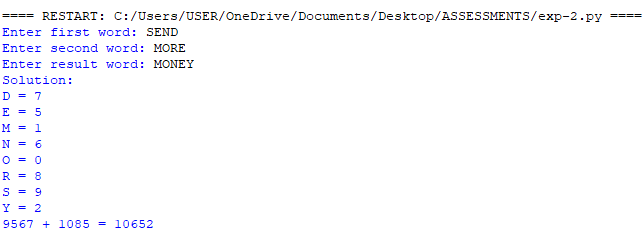 ==== RESTART: C:/Users/USER/OneDrive/Documents/Desktop/ASSESSMENTS/exp-2.py ====
Enter first word: SEND
Enter second word: MORE
Enter result word: MONEY
Solution:
D = 7
E = 5
M = 1
N = 6
O = 0
R = 8
S = 9
Y = 2
9567 + 1085 = 10652